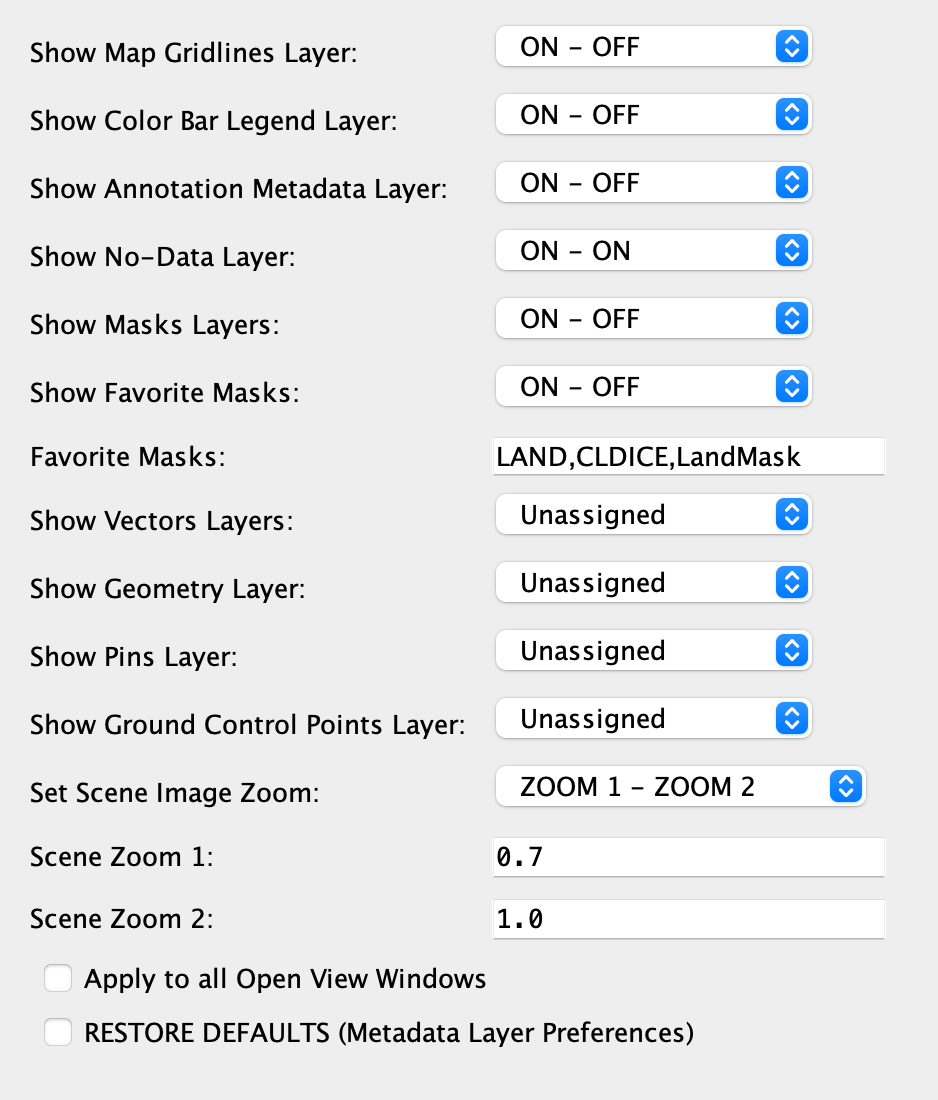 Show Map Gridlines Layer: ON – OFF
Show Color Bar Legend Layer: ON – OFF
Show Annotation Metadata Layer: ON – OFF
Show No–Data Layer: ON – ON
Show Masks Layers: ON – OFF
Show Favorite Masks: ON – OFF
Favorite Masks: LAND,CLDICE,LandMask
Show Vectors Layers: Unassigned
Show Geometry Layer: Unassigned
Show Pins Layer: Unassigned
Show Ground Control Points Layer: Unassigned
Set Scene Image Zoom: ZOOM 1 – ZOOM 2
Scene Zoom 1: 0.7
Scene Zoom 2: 1.0
Apply to all Open View Windows
RESTORE DEFAULTS (Metadata Layer Preferences)